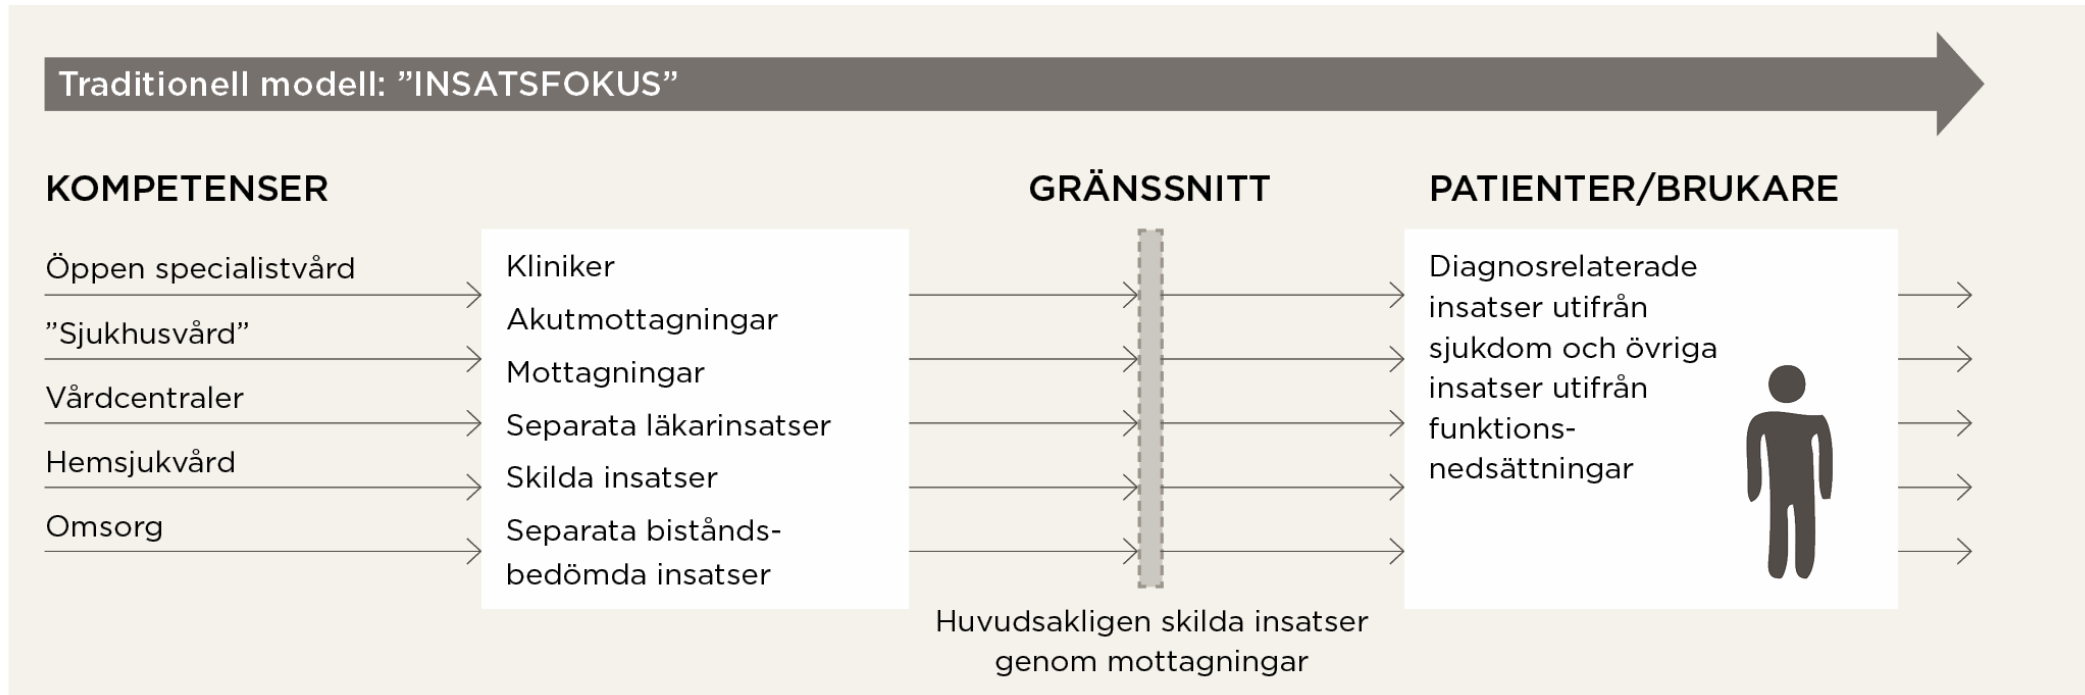 Traditionell modell: ”INSATSFOKUS”
KOMPETENSER
Öppen specialistvård
”Sjukhusvård”
Vårdcentraler
Hemsjukvård
Omsorg
Kliniker
Akutmottagningar
Mottagningar
Separata läkarinsatser
Skilda insatser
Separata bistånds-
bedömda insatser
GRÄNSSNITT
Huvudsakligen skilda insatser
genom mottagningar
PATIENTER/BRUKARE
Diagnosrelaterade
insatser utifrån
sjukdom och övriga
insatser utifrån
funktions-
nedsättningar